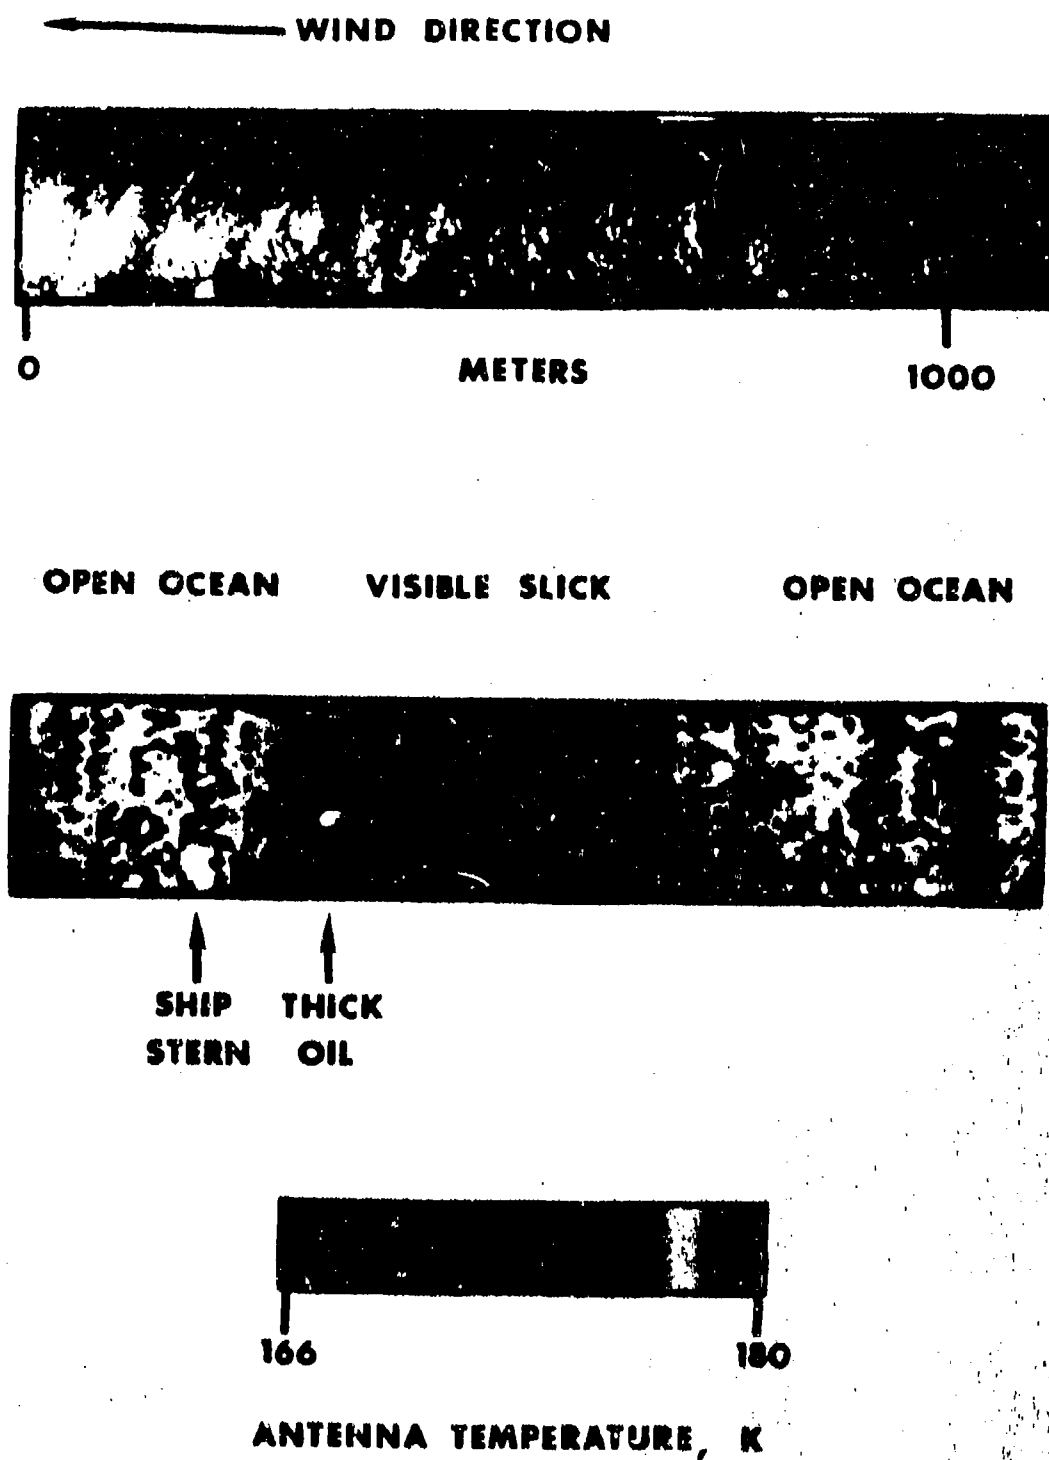 WIND DIRECTION
0 METERS 1000
OPEN OCEAN VISIBLE SLICK OPEN OCEAN
SHIP THICK
STERN OIL
166 180
ANTENNA TEMPERATURE, K